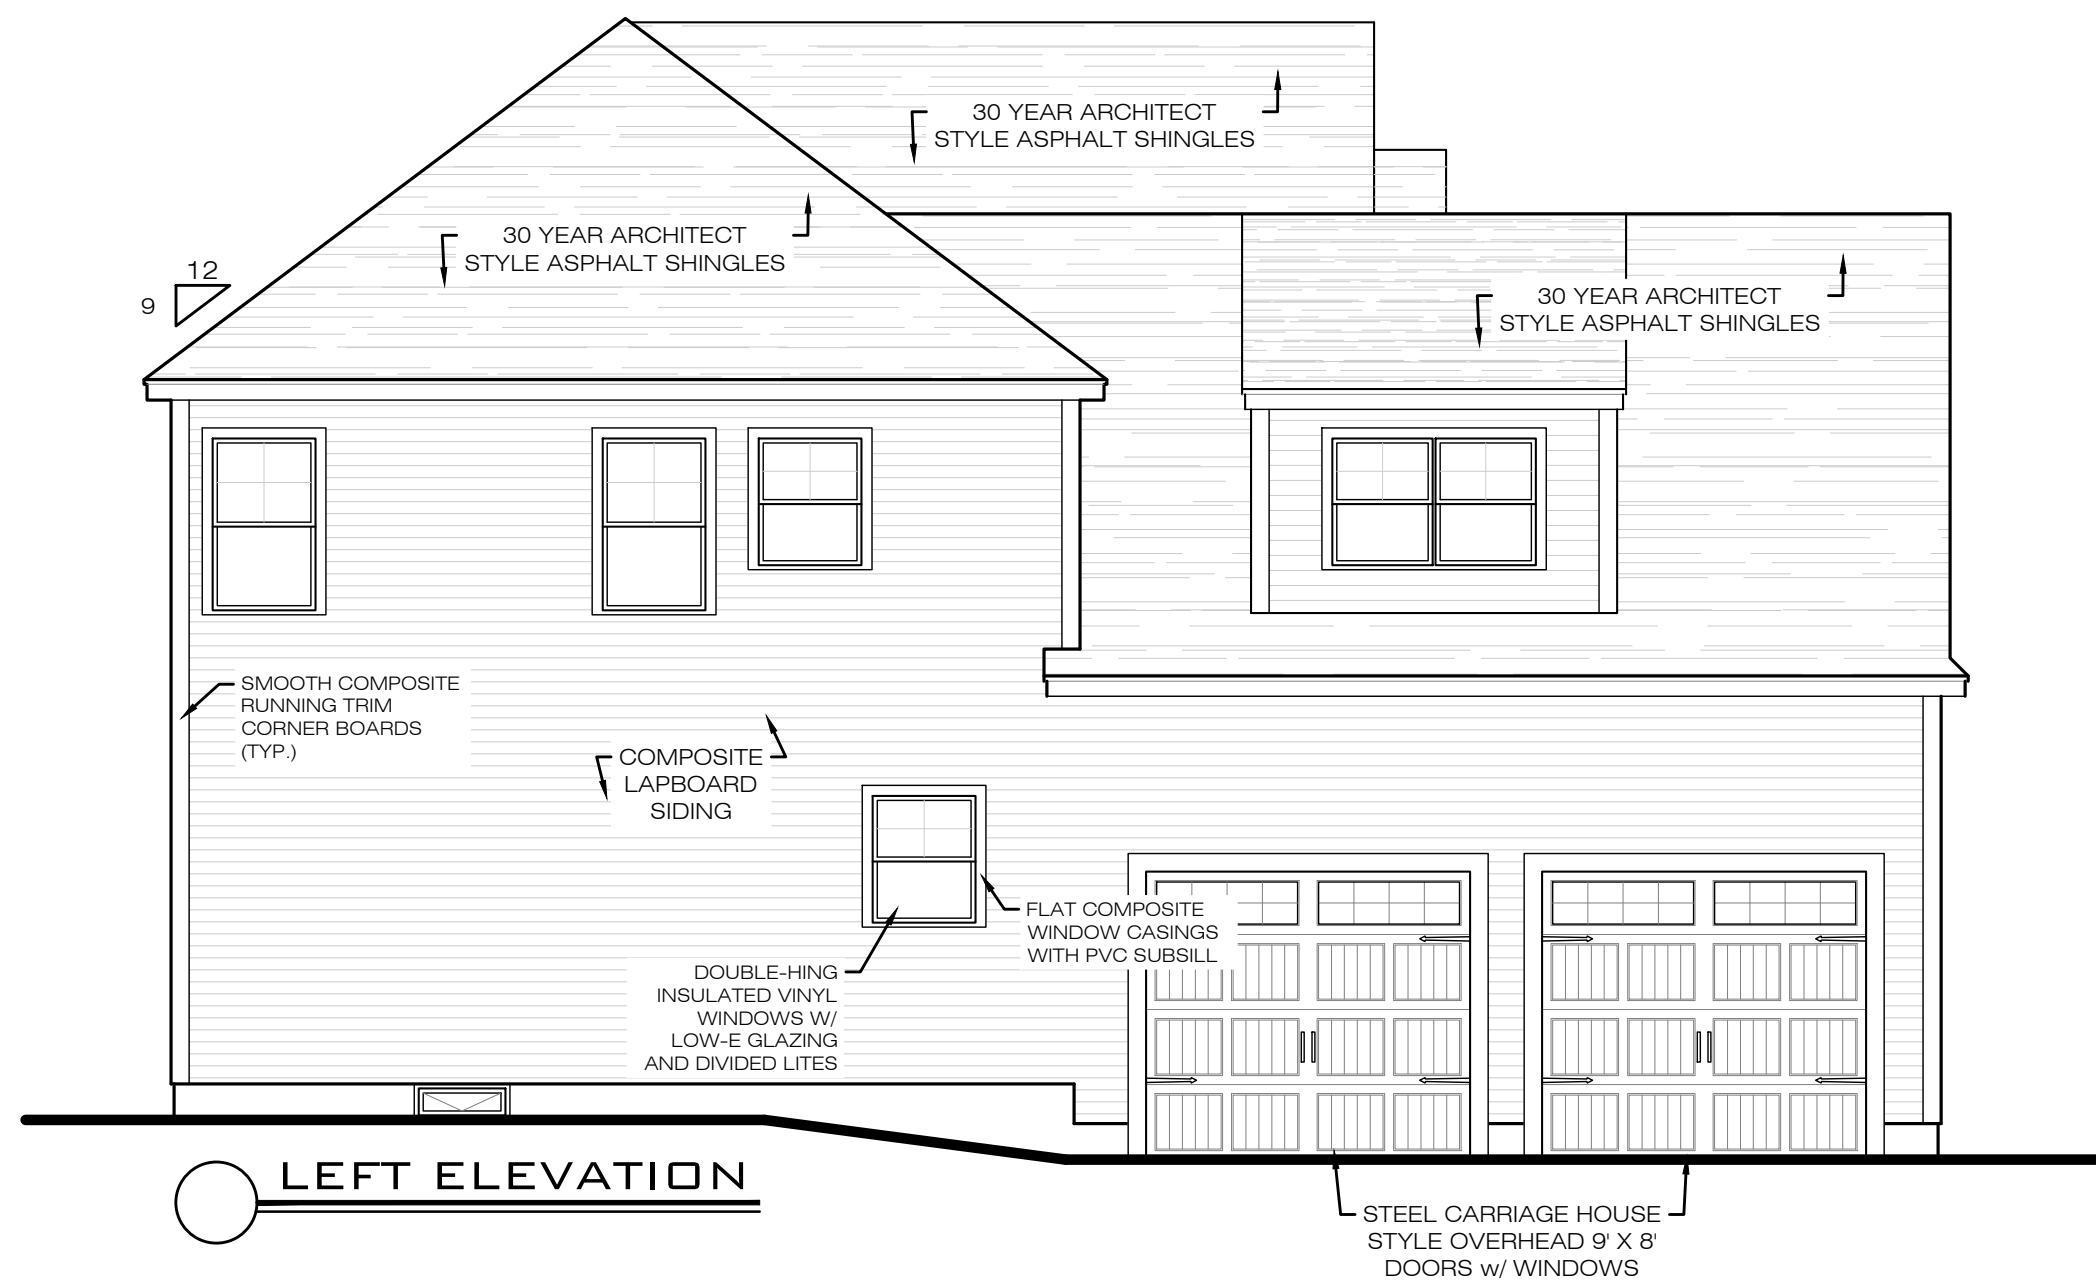 30 YEAR ARCHITECT
STYLE ASPHALT SHINGLES
30 YEAR ARCHITECT
STYLE ASPHALT SHINGLES
12
9
30 YEAR ARCHITECT
STYLE ASPHALT SHINGLES
SMOOTH COMPOSITE
RUNNING TRIM
CORNER BOARDS
(TYP.)
COMPOSITE
LAPBOARD
SIDING
FLAT COMPOSITE
WINDOW CASINGS
WITH PVC SUBSILL
DOUBLE-HING
INSULATED VINYL
WINDOWS W/
LOW-E GLAZING
AND DIVIDED LITES
LEFT ELEVATION
STEEL CARRIAGE HOUSE
STYLE OVERHEAD 9' X 8'
DOORS w/ WINDOWS